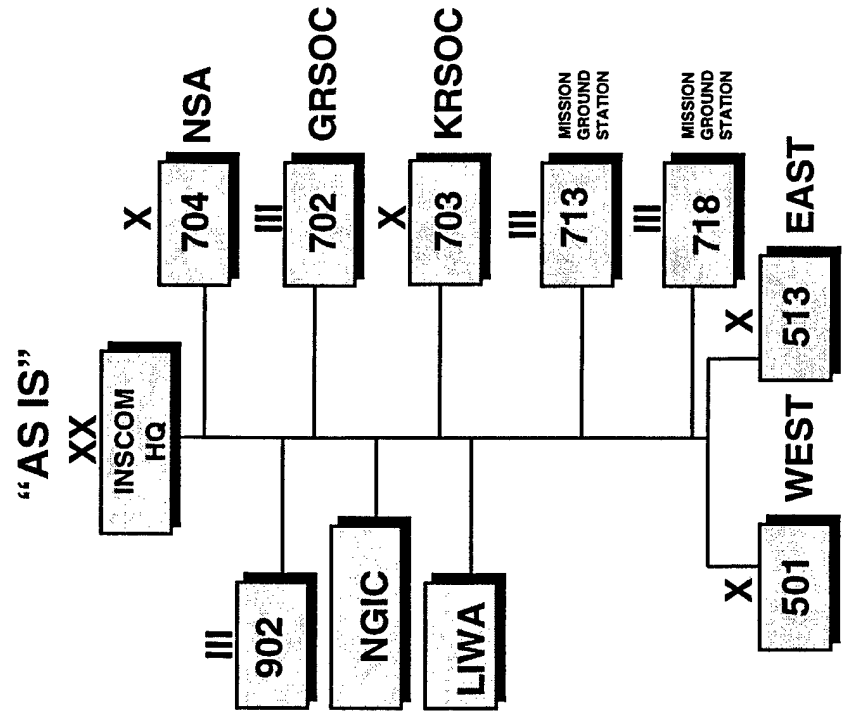 “AS IS”
XX
INSCOM
HQ
X
704
NSA
III
902
III
702
GRSOC
NGIC
X
703
KRSOC
LIWA
III
713
MISSION
GROUND
STATION
III
718
MISSION
GROUND
STATION
X
501
WEST
X
513
EAST